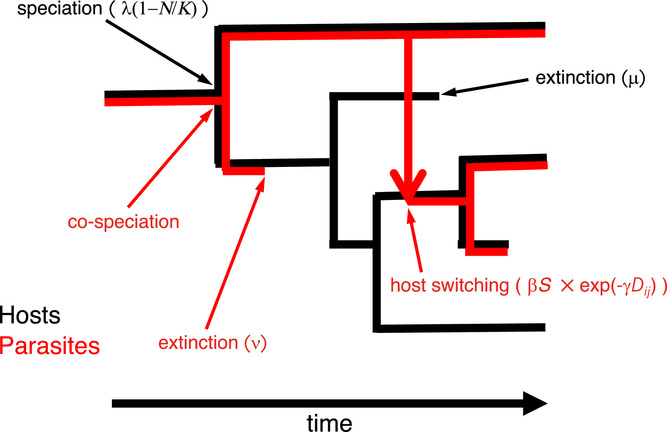 speciation ( λ(1–N/K) )
extinction (μ)
co-speciation
host switching ( βS × exp(-γDij) )
Hosts
Parasites
extinction (ν)
time